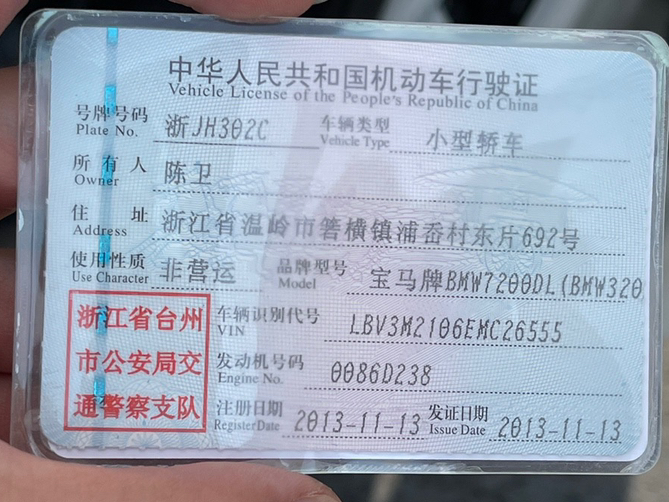 中华人民共和国机动车行驶证
Vehicle License of the People's Republic of China
号牌号码 浙JH302C 车辆类型 小型轿车
Plate No. Vehicle Type
所有人 陈卫
Owner
住址 浙江省温岭市箬横镇浦岙村东片692号
Address
使用性质 非营运 品牌型号 宝马牌BMW7200DL(BMW320
Use Character Model
浙江省台州
市公安局交
通警察支队
车辆识别代号 LBV3M2106EMC26555
VIN
发动机号码 0086D238
Engine No.
注册日期 2013-11-13 发证日期 2013-11-13
Register Date Issue Date